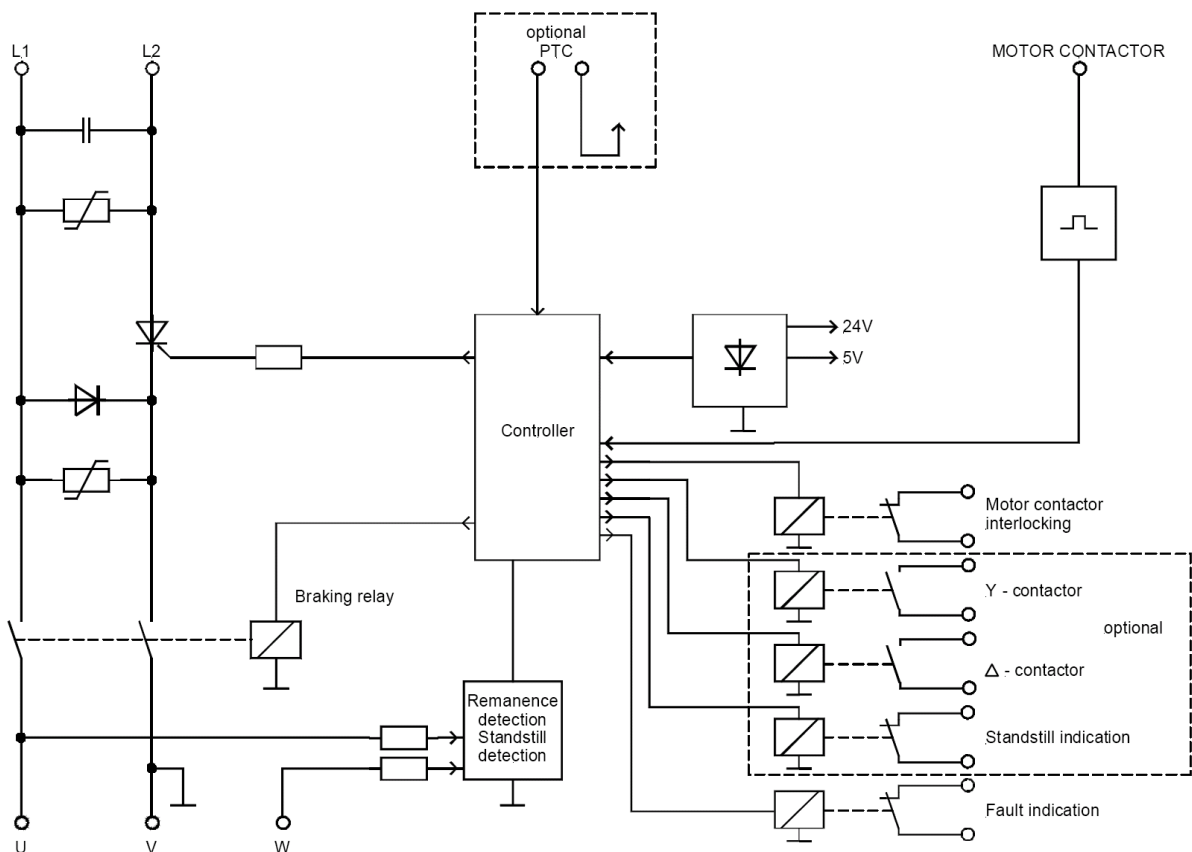 L1
L2
optional
PTC
MOTOR CONTACTOR
24V
5V
Controller
Motor contactor
interlocking
Braking relay
Y - contactor
optional
Δ - contactor
Remanence
detection
Standstill
detection
Standstill indication
Fault indication
U
V
W